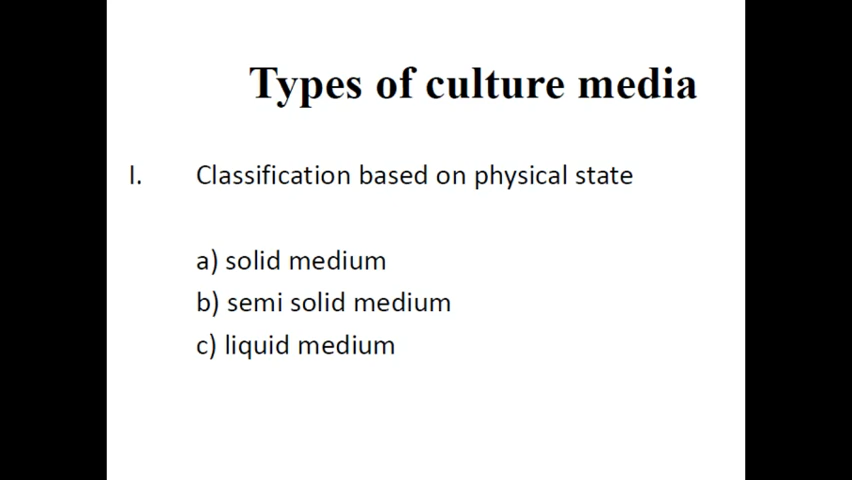 Types of culture media
I. Classification based on physical state
a) solid medium
b) semi solid medium
c) liquid medium